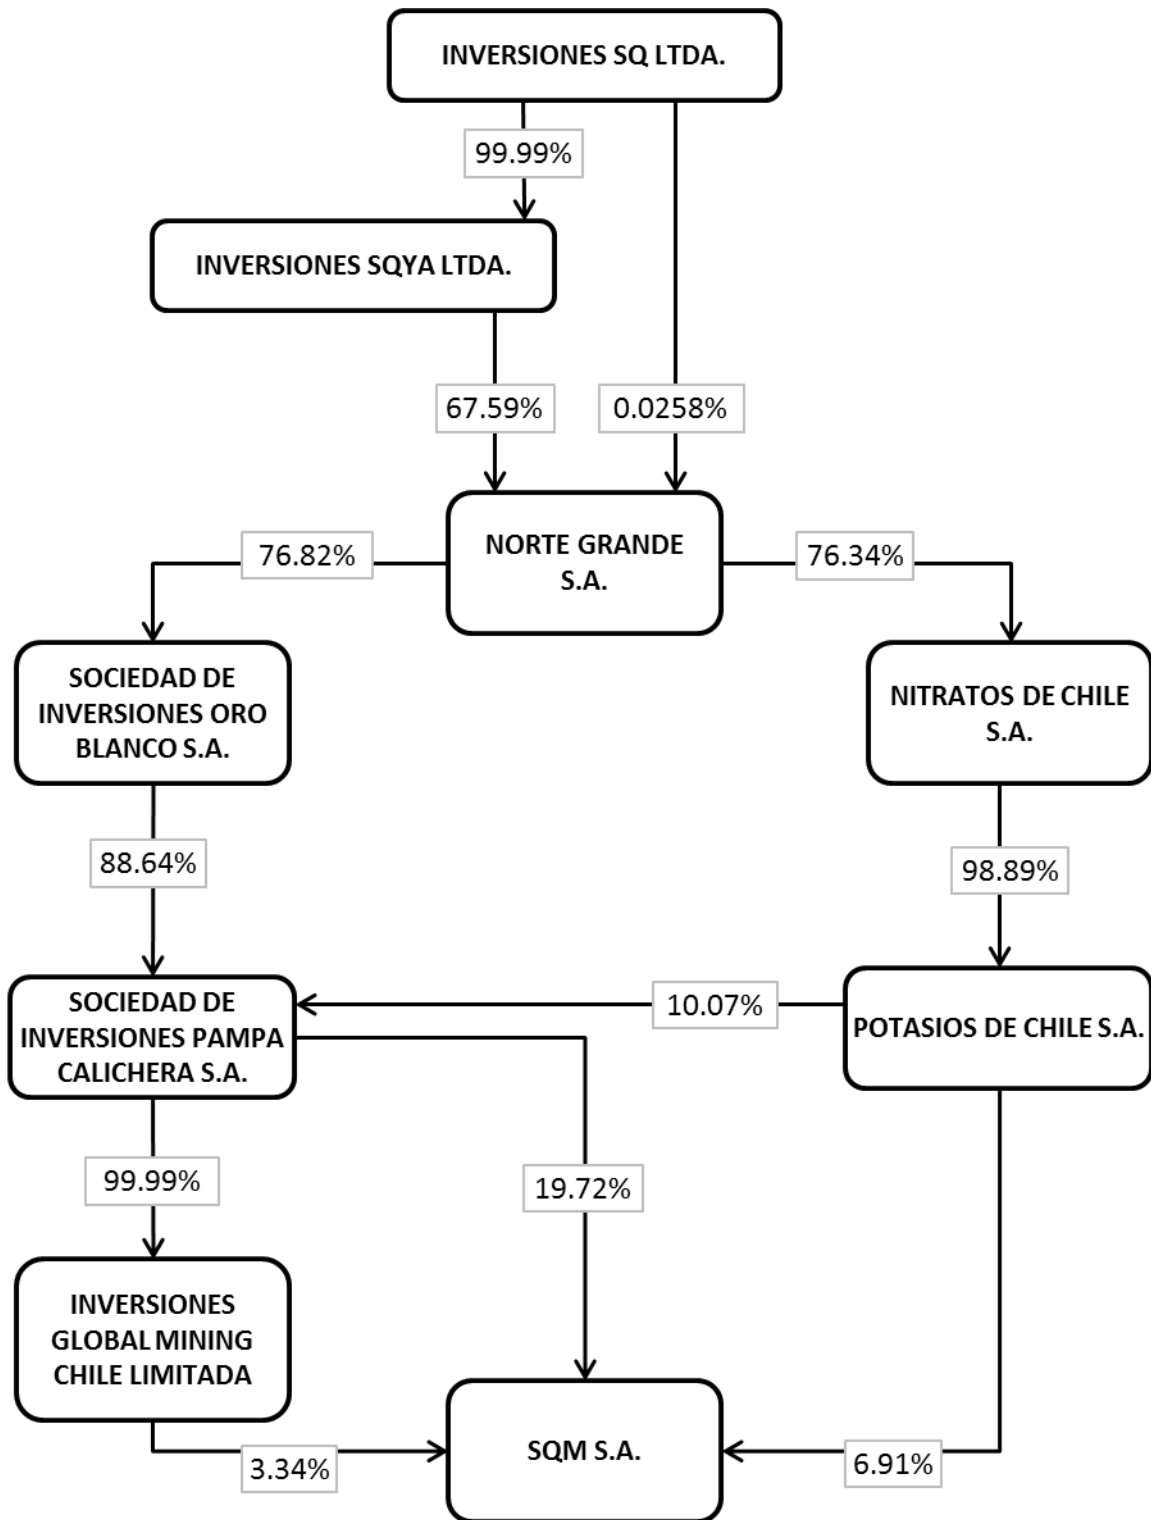 INVERSIONES SQ LTDA.
99.99%
INVERSIONES SQYA LTDA.
67.59%
0.0258%
NORTE GRANDE
S.A.
76.82%
76.34%
SOCIEDAD DE
INVERSIONES ORO
BLANCO S.A.
NITRATOS DE CHILE
S.A.
88.64%
98.89%
SOCIEDAD DE
INVERSIONES PAMPA
CALICHERA S.A.
10.07%
POTASIOS DE CHILE S.A.
99.99%
19.72%
INVERSIONES
GLOBAL MINING
CHILE LIMITADA
SQM S.A.
3.34%
6.91%